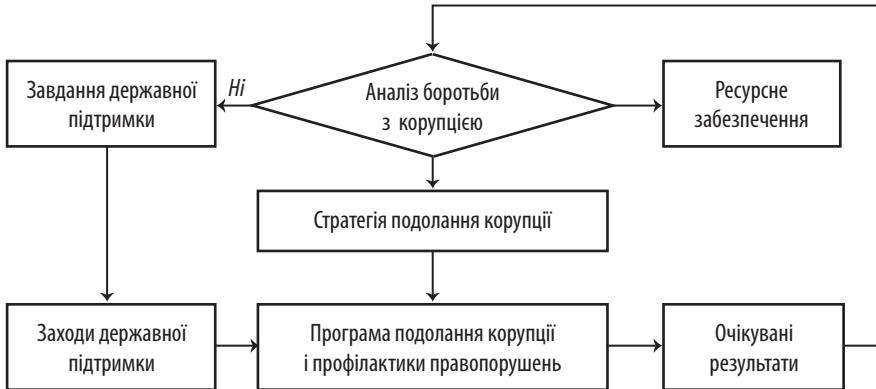 Завдання державної
підтримки
Ні
Аналіз боротьби
з корупцією
Ресурсне
забезпечення
Стратегія подолання корупції
Заходи державної
підтримки
Програма подолання корупції
і профілактики правопорушень
Очікувані
результати